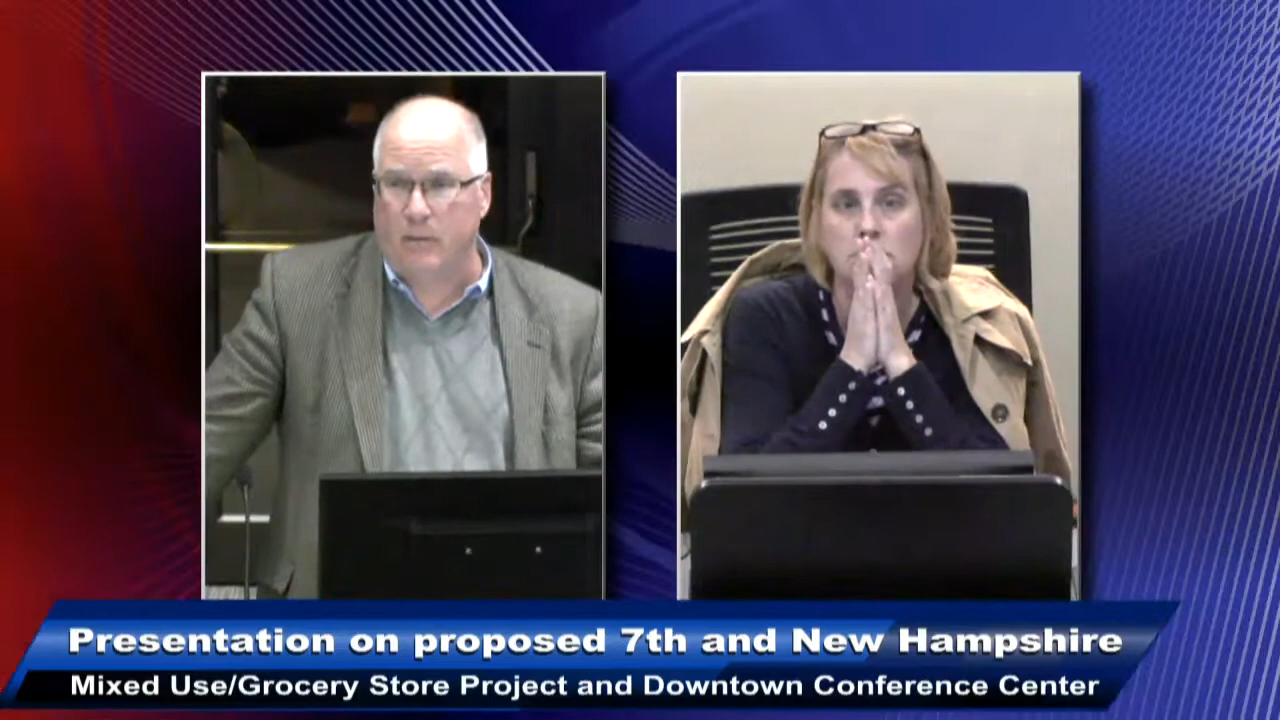 Presentation on proposed 7th and New Hampshire
Mixed Use/Grocery Store Project and Downtown Conference Center